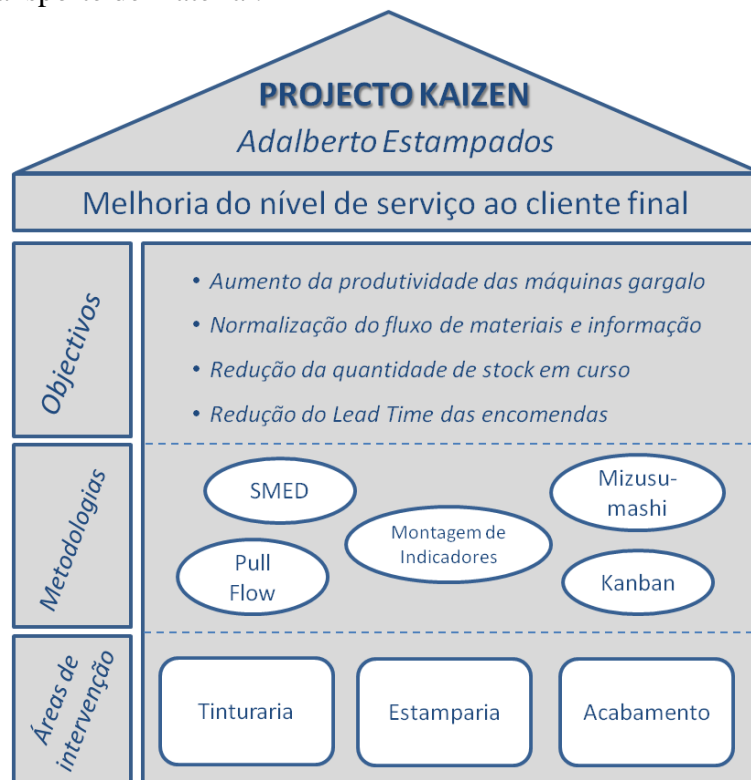 PROJECTO KAIZEN
Adalberto Estampados
Melhoria do nível de serviço ao cliente final
Objectivos
• Aumento da produtividade das máquinas gargalo
• Normalização do fluxo de materiais e informação
• Redução da quantidade de stock em curso
• Redução do Lead Time das encomendas
Metodologias
SMED
Mizusu-
mashi
Montagem de
Indicadores
Pull
Flow
Kanban
Áreas de
intervenção
Tinturaria
Estamparia
Acabamento